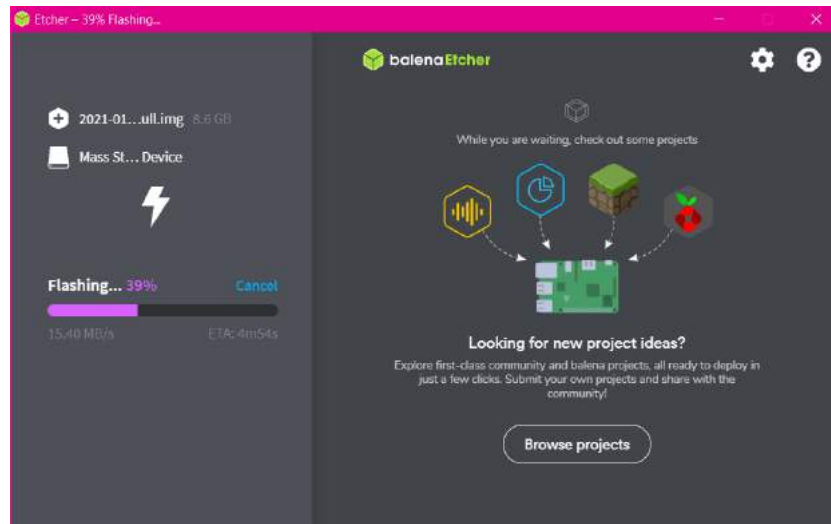 Etcher – 39% Flashing...
balenaEtcher
2021-01...ull.img 8.6 GB
Mass St... Device
Flashing... 39% Cancel
15.40 MB/s ETA: 4m54s
While you are waiting, check out some projects
Looking for new project ideas?
Explore first-class community and balena projects, all ready to deploy in
just a few clicks. Submit your own projects and share with the
community!
Browse projects